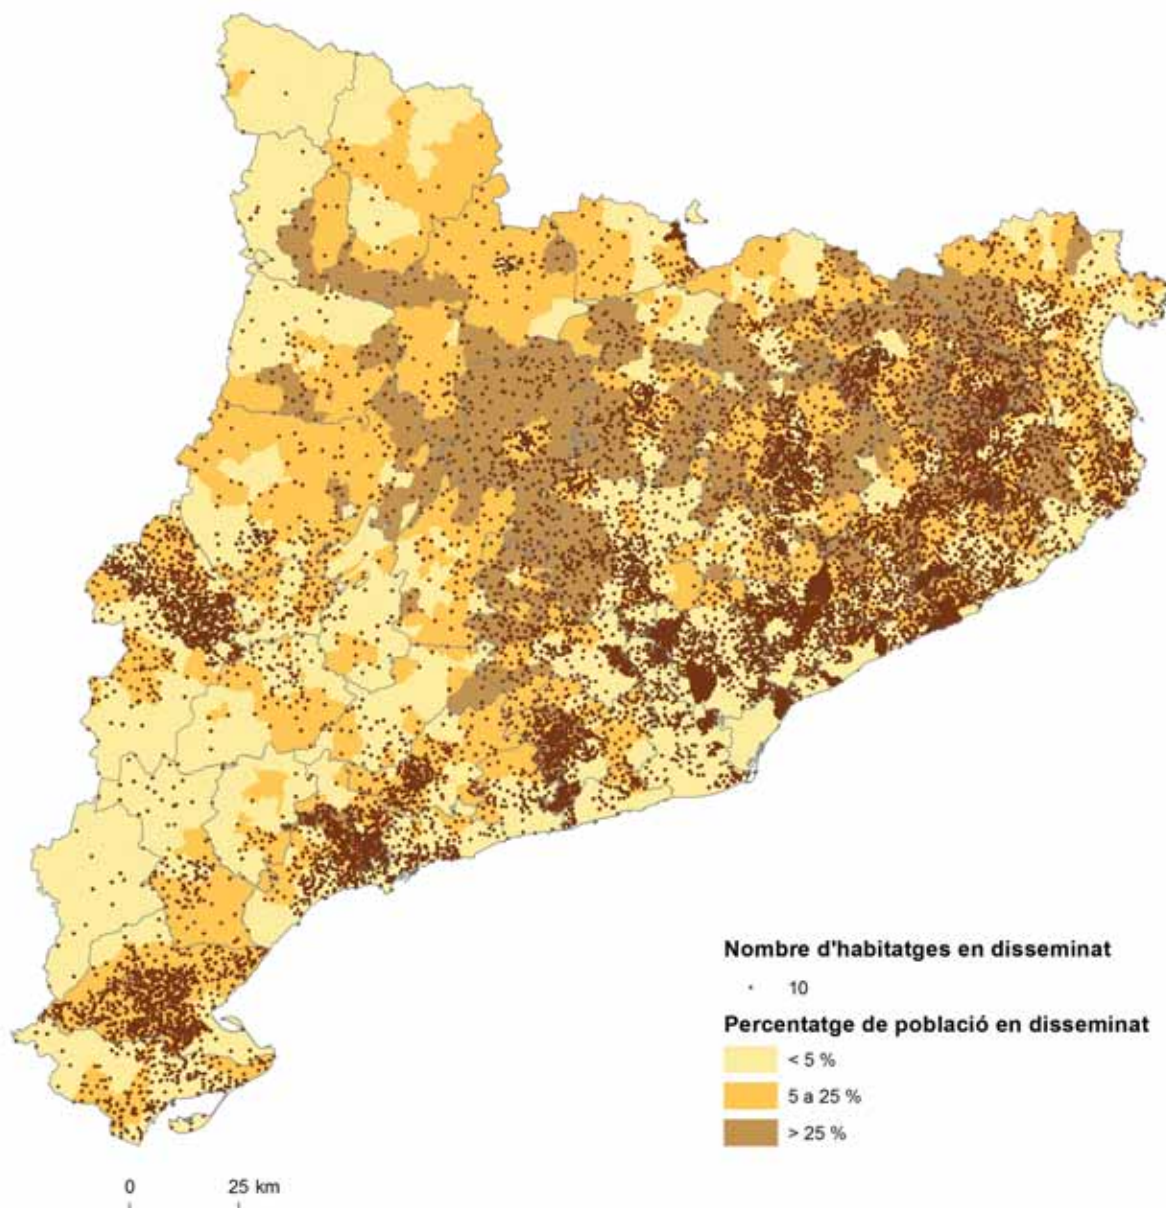 Nombre d'habitatges en disseminat
10
Percentatge de població en disseminat
< 5 %
5 a 25 %
> 25 %
0 25 km